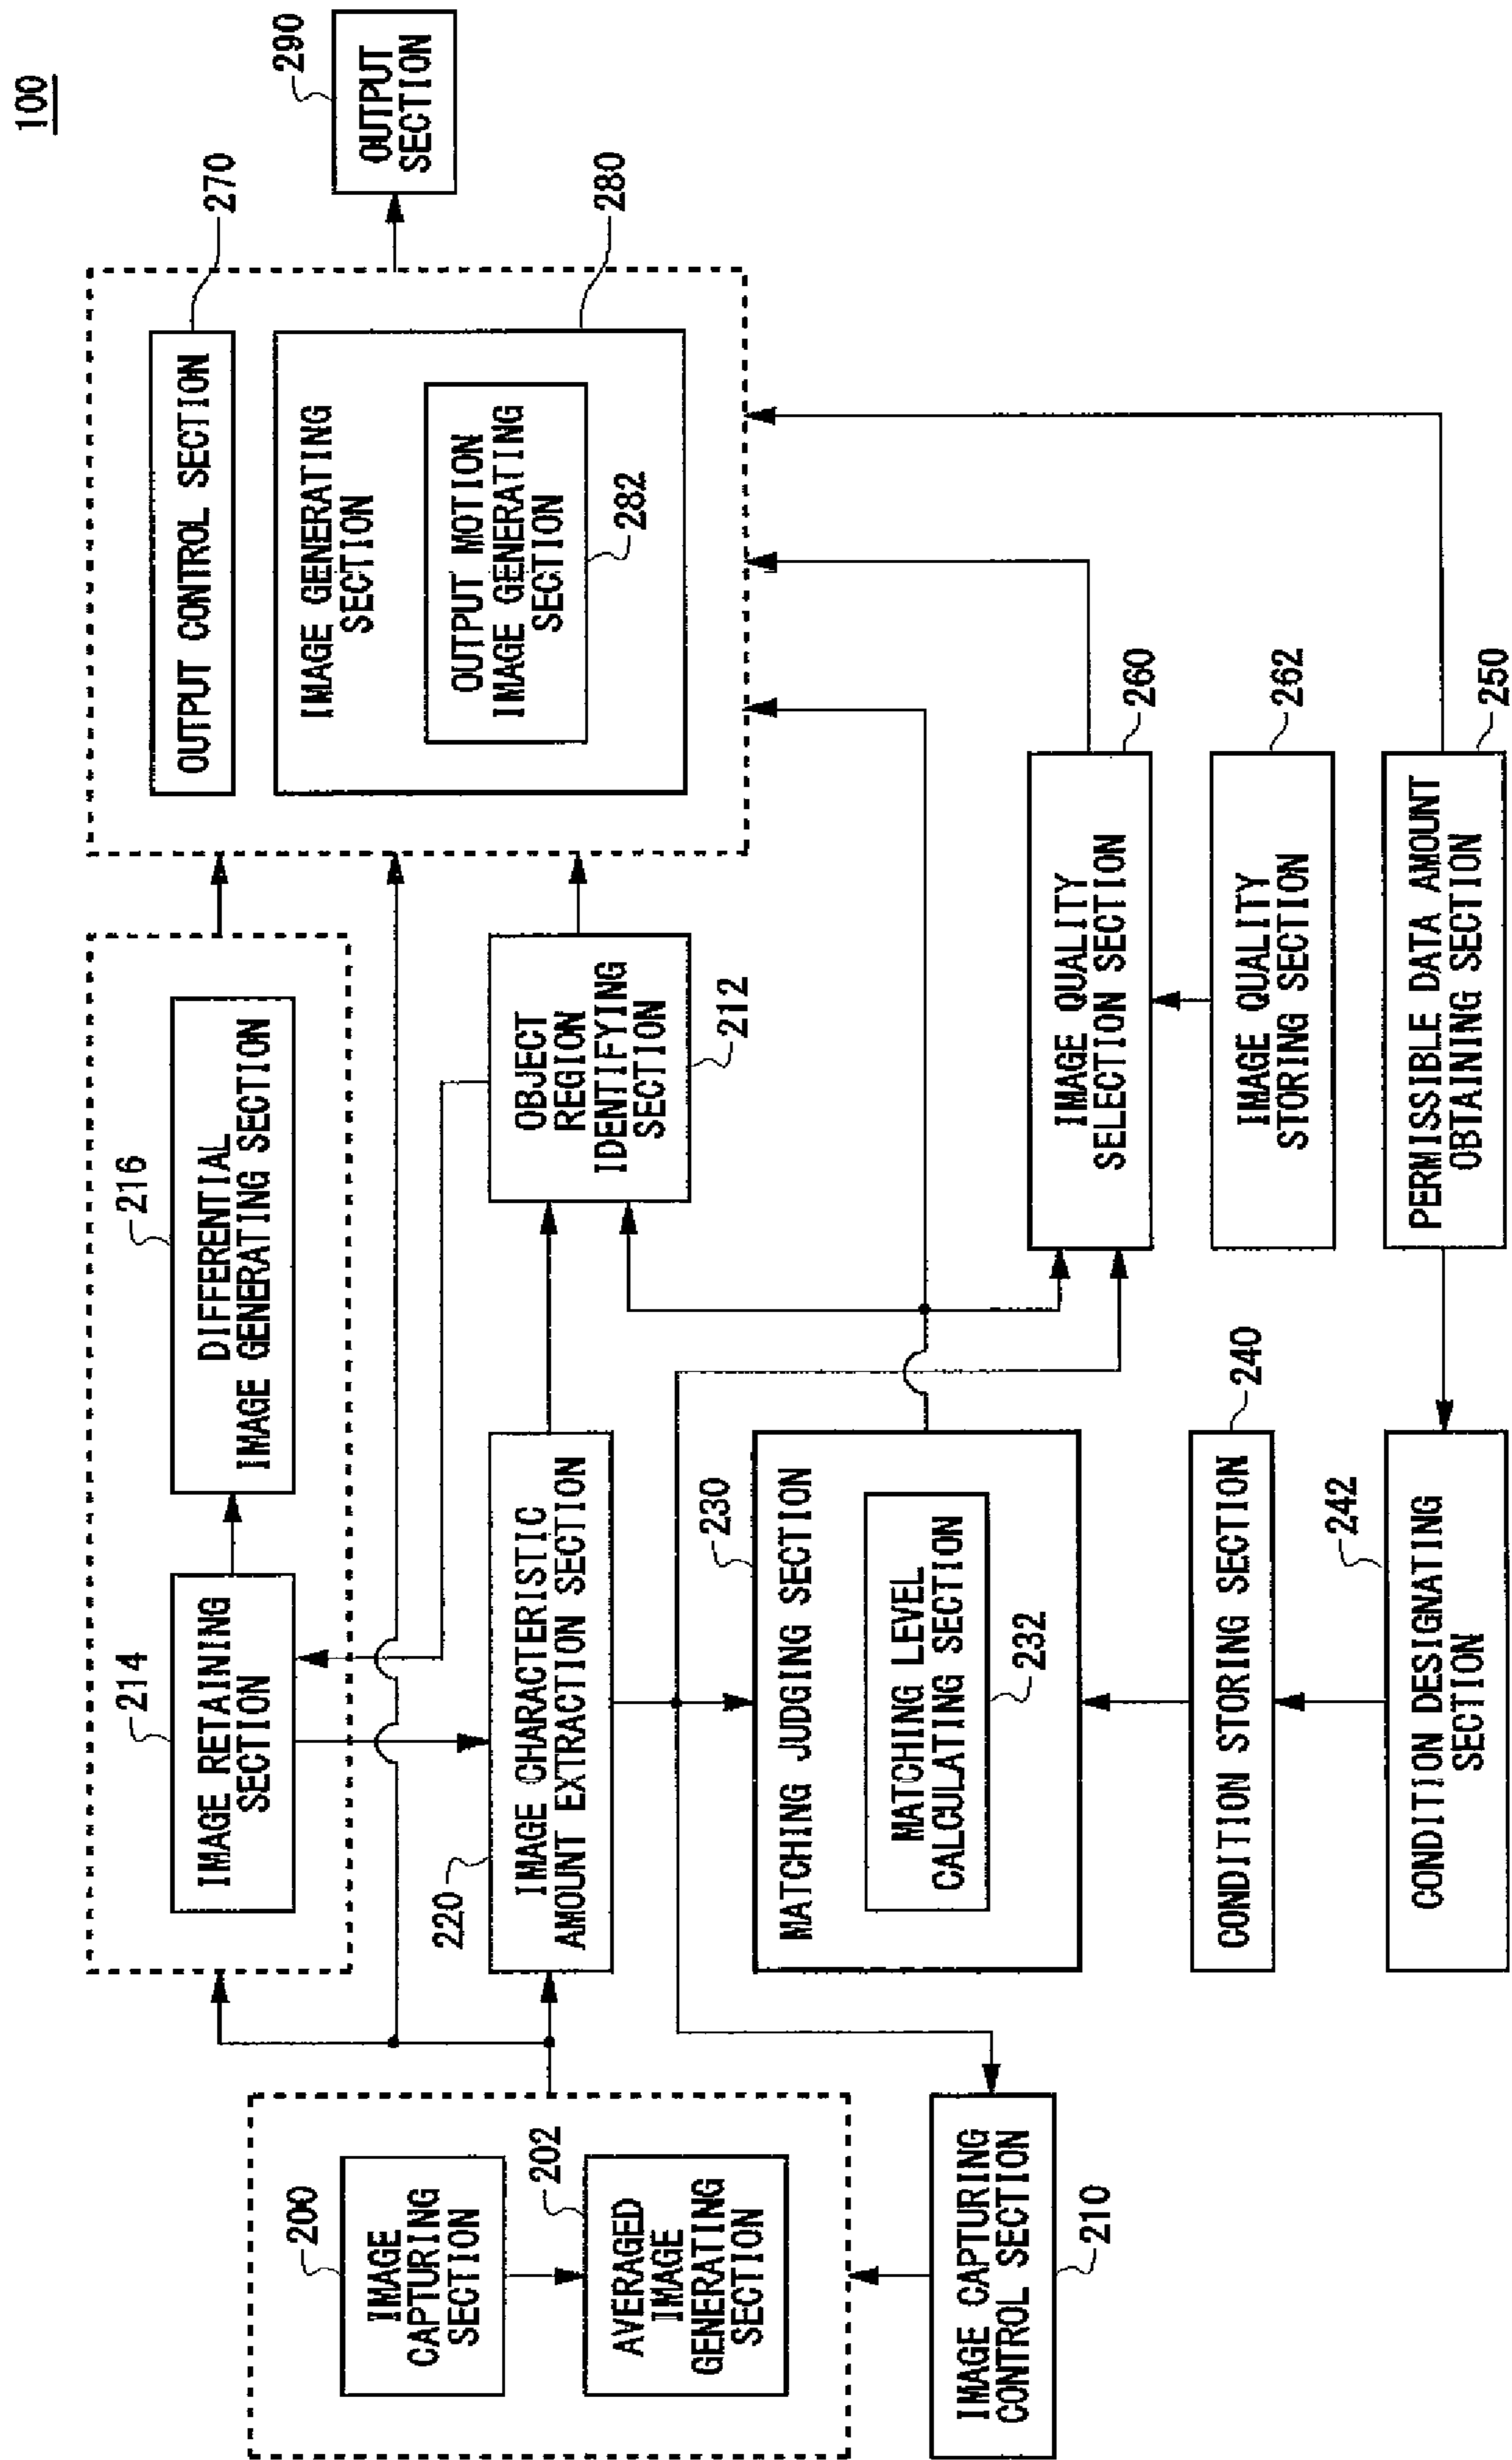 100
200
IMAGE
CAPTURING
SECTION
202
AVERAGED
IMAGE
GENERATING
SECTION
IMAGE CAPTURING
CONTROL SECTION
210
214
IMAGE RETAINING
SECTION
216
DIFFERENTIAL
IMAGE GENERATING SECTION
220
IMAGE CHARACTERISTIC
AMOUNT EXTRACTION SECTION
OBJECT
REGION
IDENTIFYING
SECTION
212
230
MATCHING JUDGING SECTION
MATCHING LEVEL
CALCULATING SECTION
232
240
CONDITION STORING SECTION
242
CONDITION DESIGNATING
SECTION
260
IMAGE QUALITY
SELECTION SECTION
262
IMAGE QUALITY
STORING SECTION
250
PERMISSIBLE DATA AMOUNT
OBTAINING SECTION
270
OUTPUT CONTROL SECTION
280
IMAGE GENERATING
SECTION
OUTPUT MOTION
IMAGE GENERATING
SECTION
282
290
OUTPUT
SECTION